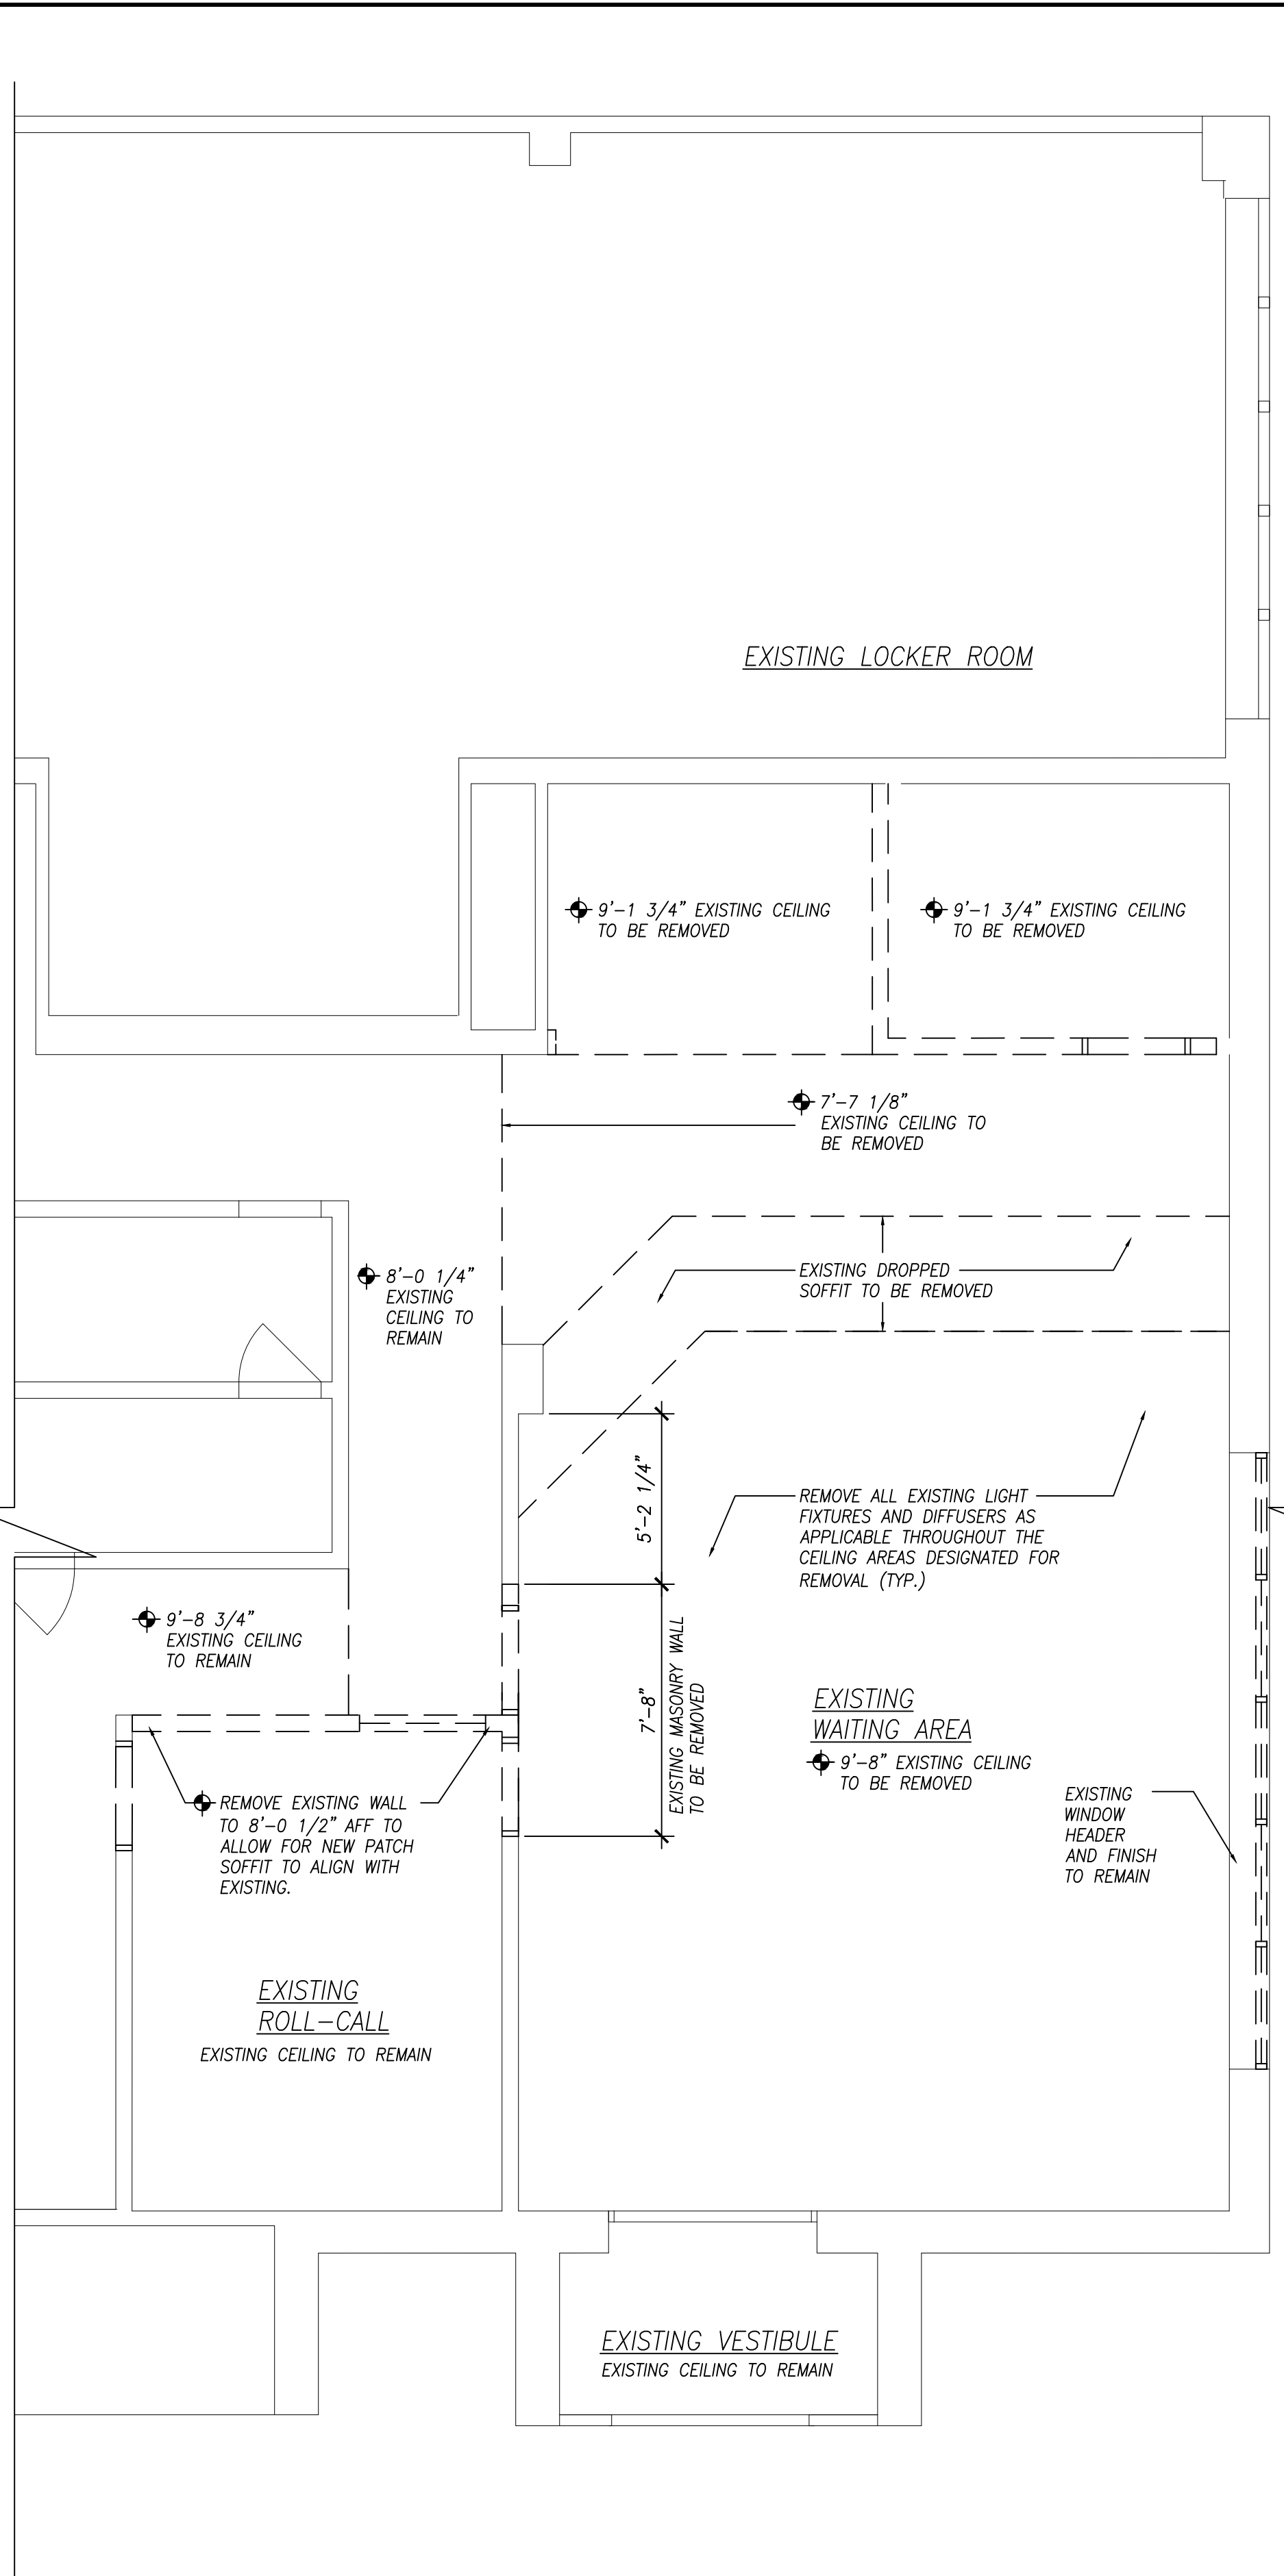 EXISTING LOCKER ROOM
9'-1 3/4" EXISTING CEILING
TO BE REMOVED
9'-1 3/4" EXISTING CEILING
TO BE REMOVED
7'-7 1/8"
EXISTING CEILING TO
BE REMOVED
8'-0 1/4"
EXISTING
CEILING TO
REMAIN
EXISTING DROPPED
SOFFIT TO BE REMOVED
5'-2 1/4"
REMOVE ALL EXISTING LIGHT
FIXTURES AND DIFFUSERS AS
APPLICABLE THROUGHOUT THE
CEILING AREAS DESIGNATED FOR
REMOVAL (TYP.)
9'-8 3/4"
EXISTING CEILING
TO REMAIN
7'-8"
EXISTING MASONRY WALL
TO BE REMOVED
EXISTING
WAITING AREA
9'-8" EXISTING CEILING
TO BE REMOVED
EXISTING
WINDOW
HEADER
AND FINISH
TO REMAIN
REMOVE EXISTING WALL
TO 8'-0 1/2" AFF TO
ALLOW FOR NEW PATCH
SOFFIT TO ALIGN WITH
EXISTING.
EXISTING
ROLL-CALL
EXISTING CEILING TO REMAIN
EXISTING VESTIBULE
EXISTING CEILING TO REMAIN